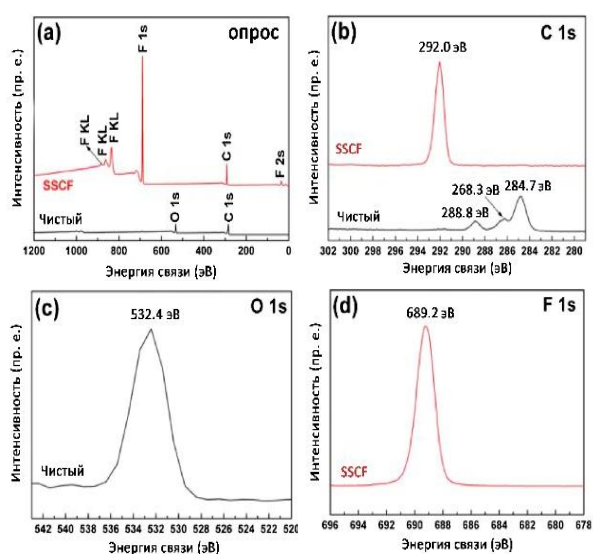 (a)
опрос
F 1s
F KL
F KL
F KL
C 1s
F 2s
SSCF
Чистый
O 1s
C 1s
Интенсивность (пр. е.)
1200 1000 800 600 400 200 0
Энергия связи (эВ)
(b)
C 1s
292.0 эВ
SSCF
268.3 эВ
284.7 эВ
288.8 эВ
Чистый
Интенсивность (пр. е.)
302 300 298 296 294 292 290 288 286 284 282 280
Энергия связи (эВ)
(c)
O 1s
532.4 эВ
Чистый
Интенсивность (пр. е.)
542 540 538 536 534 532 530 528 526 524 522 520
Энергия связи (эВ)
(d)
F 1s
689.2 эВ
SSCF
Интенсивность (пр. е.)
696 694 692 690 688 686 684 682 680 678
Энергия связи (эВ)